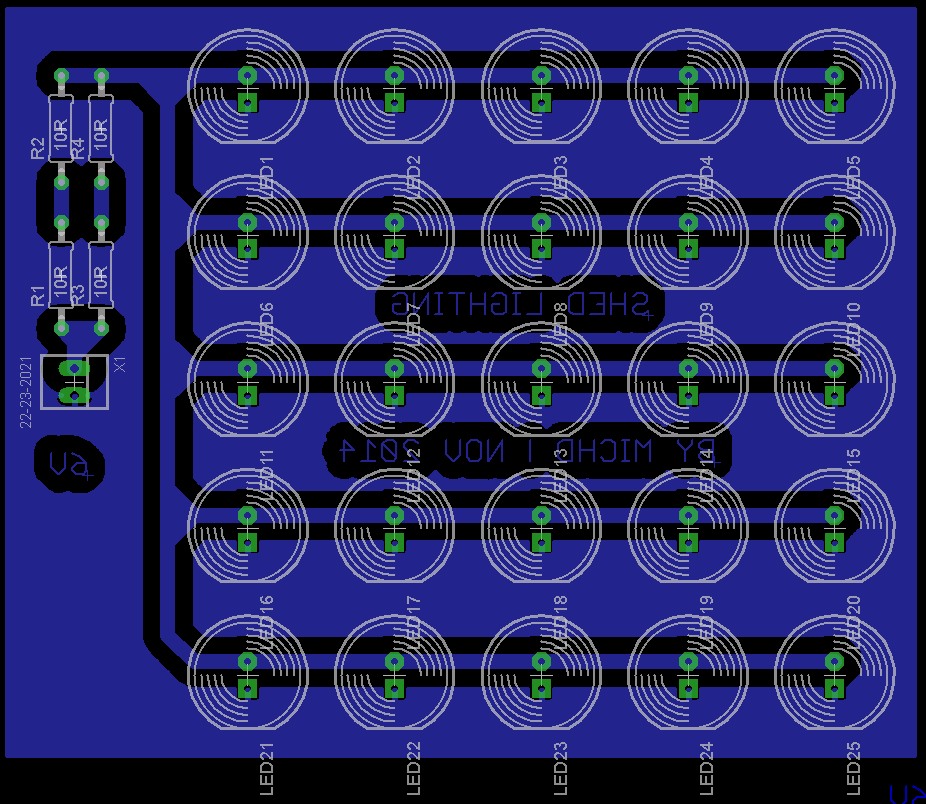 R2
10R
R4
10R
LED1
LED2
LED3
LED4
LED5
R1
10R
R3
10R
SHED LIGHTING
LED6
LED7
LED8
LED9
LED10
22-23-2021
X1
BY MICHD 1 NOV 2014
6V
LED11
LED12
LED13
LED14
LED15
LED16
LED17
LED18
LED19
LED20
LED21
LED22
LED23
LED24
LED25